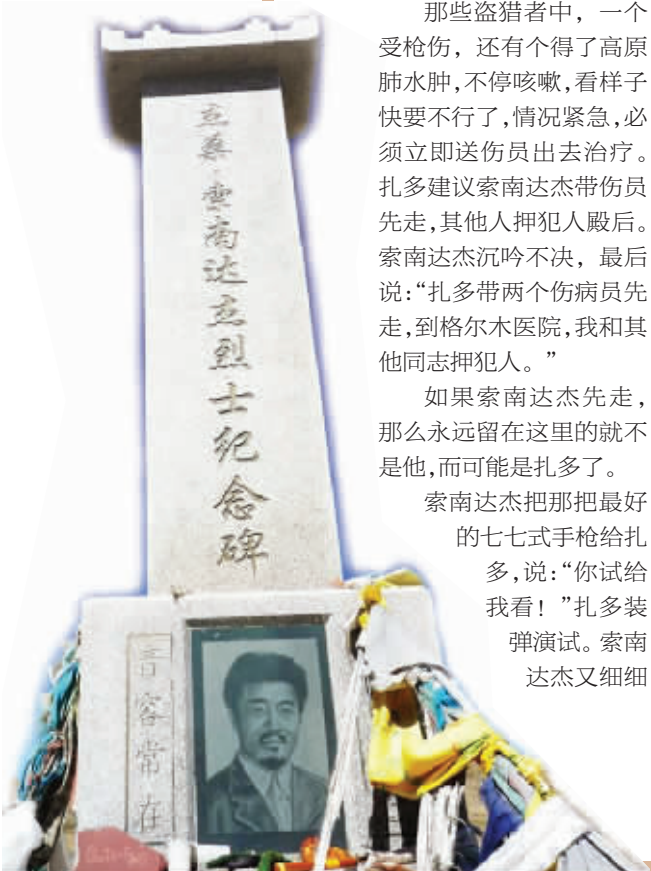 那些盗猎者中，一个
受枪伤，还有个得了高原
肺水肿,不停咳嗽,看样子
快要不行了,情况紧急,必
须立即送伤员出去治疗。
扎多建议索南达杰带伤员
先走,其他人押犯人殿后。
索南达杰沉吟不决，最后
说:“扎多带两个伤病员先
走,到格尔木医院,我和其
他同志押犯人。”
如果索南达杰先走，
那么永远留在这里的就不
是他,而可能是扎多了。
索南达杰把那把最好
的七七式手枪给扎
多,说:“你试给
我看！”扎多装
弹演试。索南
达杰又细细
杰桑·索南达杰烈士纪念碑
音容常在